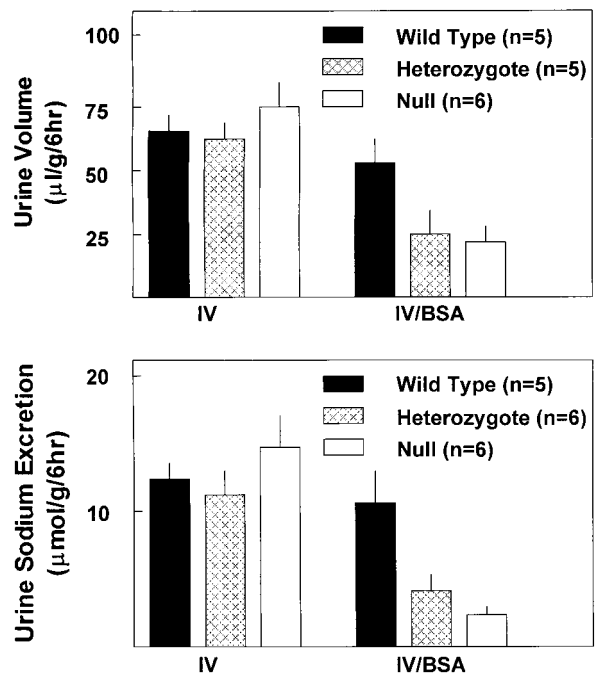 Urine Volume
(μl/g/6hr)
100
75
50
25
Wild Type (n=5)
Heterozygote (n=5)
Null (n=6)
IV
IV/BSA
Urine Sodium Excretion
(μmol/g/6hr)
20
10
Wild Type (n=5)
Heterozygote (n=6)
Null (n=6)
IV
IV/BSA